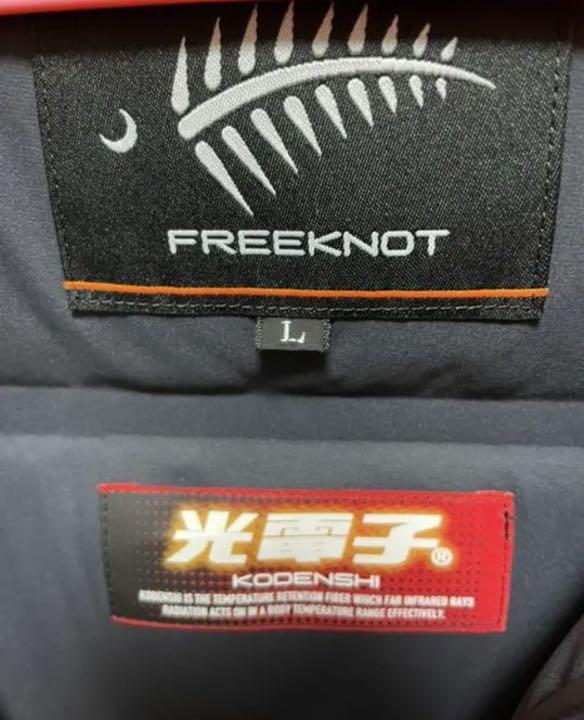 FREEKNOT
L
光電子®
KODENSHI
KODENSHI IS THE TEMPERATURE RETENTION FIBER WHICH FAR INFRARED RAYS
RADIATION ACTS ON IN A BODY TEMPERATURE RANGE EFFECTIVELY.